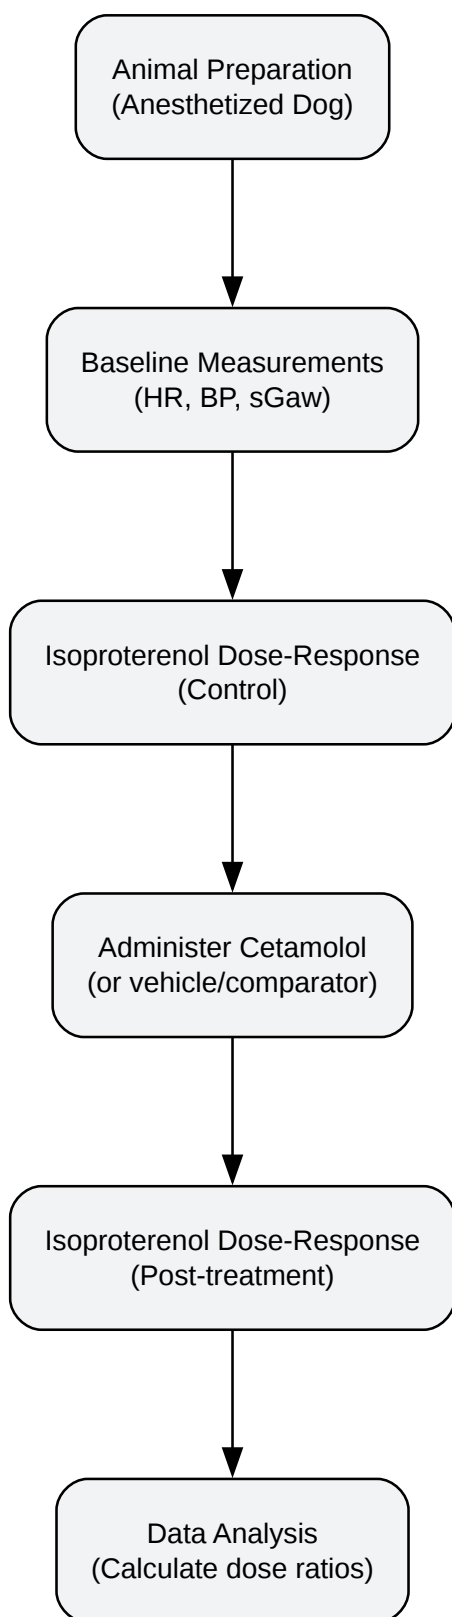 Animal Preparation
(Anesthetized Dog)
Baseline Measurements
(HR, BP, sGaw)
Isoproterenol Dose-Response
(Control)
Administer Cetamolol
(or vehicle/comparator)
Isoproterenol Dose-Response
(Post-treatment)
Data Analysis
(Calculate dose ratios)